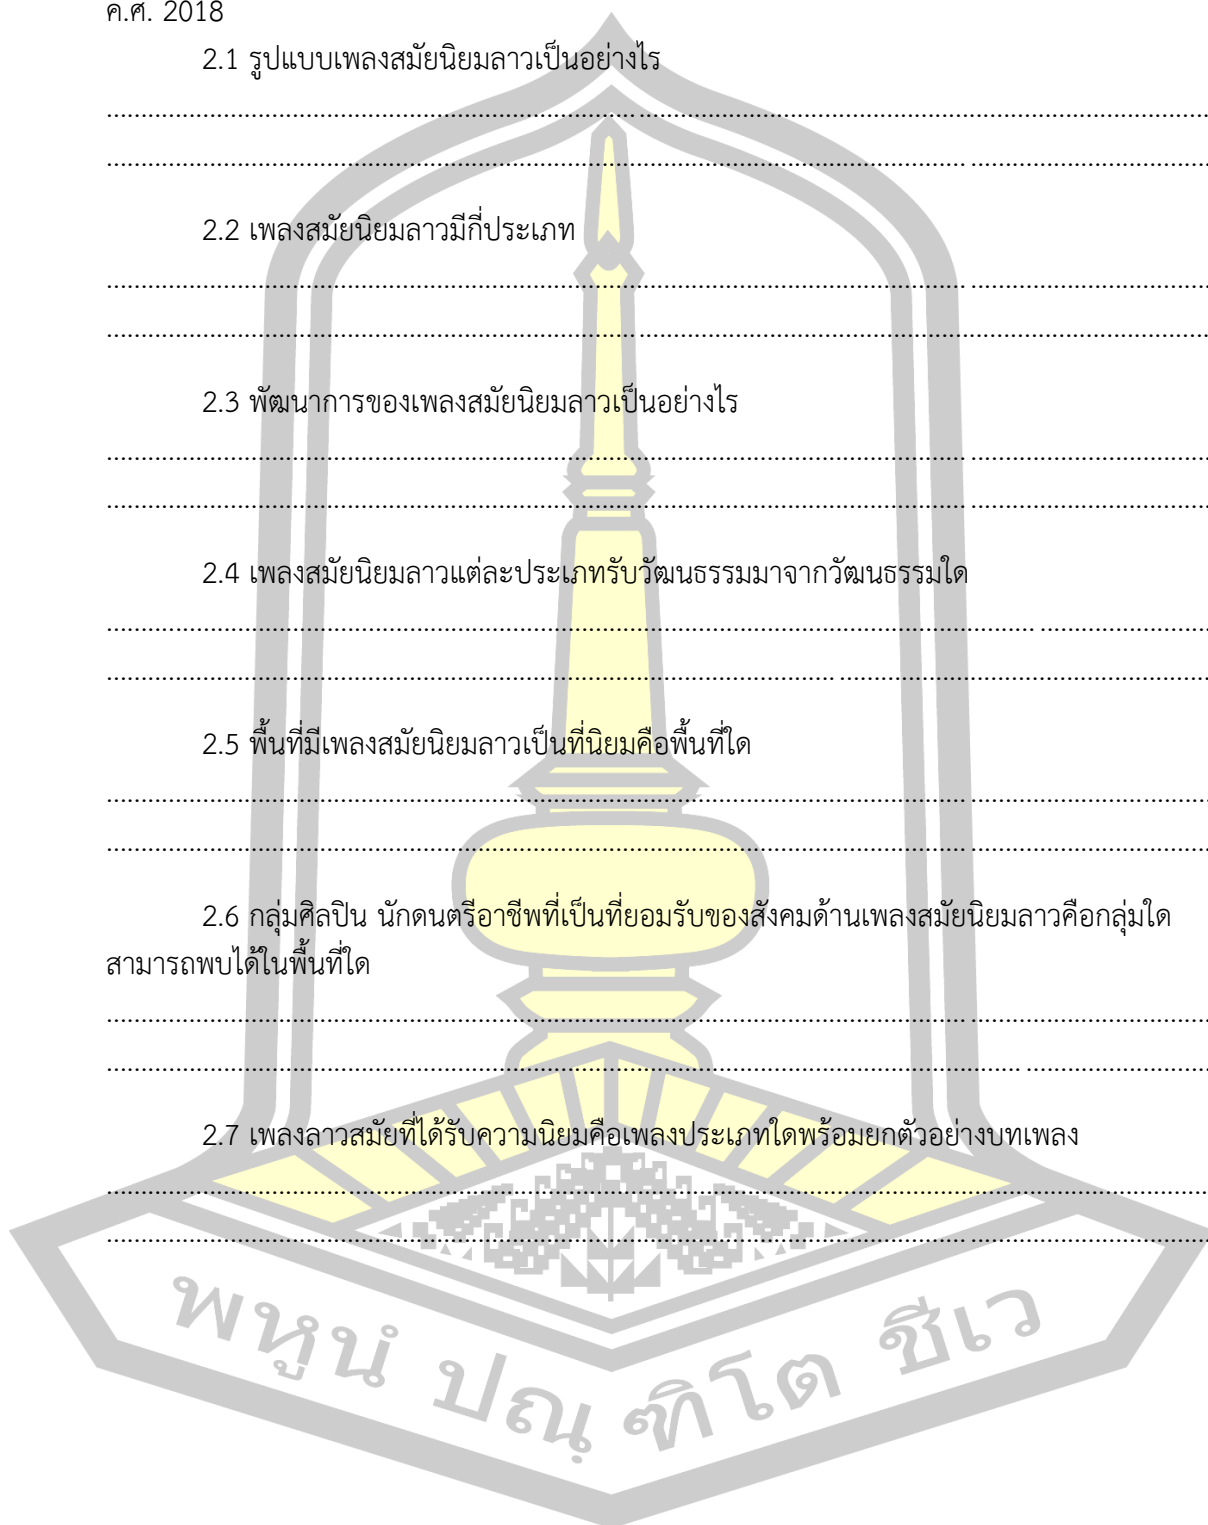 ค.ศ. 2018
2.1 รูปแบบเพลงสมัยนิยมลาวเป็นอย่างไร
2.2 เพลงสมัยนิยมลาวมีกี่ประเภท
2.3 พัฒนาการของเพลงสมัยนิยมลาวเป็นอย่างไร
2.4 เพลงสมัยนิยมลาวแต่ละประเภทรับวัฒนธรรมมาจากวัฒนธรรมใด
2.5 พื้นที่มีเพลงสมัยนิยมลาวเป็นที่นิยมคือพื้นที่ใด
2.6 กลุ่มศิลปิน นักดนตรีอาชีพที่เป็นที่ยอมรับของสังคมด้านเพลงสมัยนิยมลาวคือกลุ่มใด
สามารถพบได้ในพื้นที่ใด
2.7 เพลงลาวสมัยที่ได้รับความนิยมคือเพลงประเภทใดพร้อมยกตัวอย่างบทเพลง
พหูนํ ปณฺฑิโต ชีเว